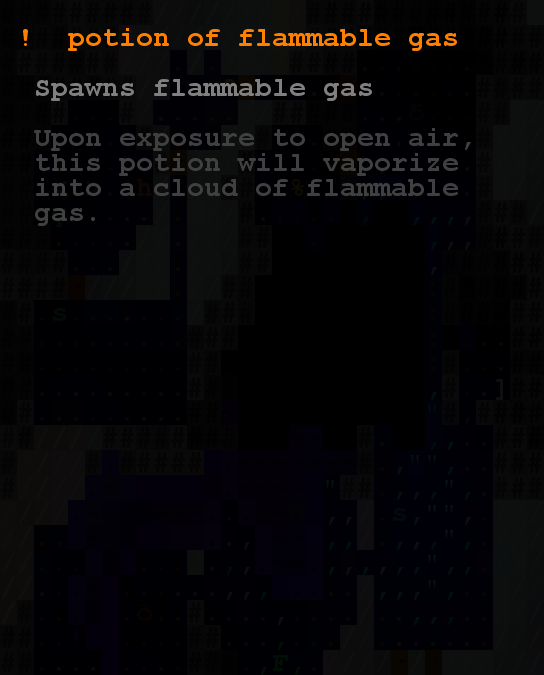 ! potion of flammable gas
Spawns flammable gas
Upon exposure to open air,
this potion will vaporize
into a cloud of flammable
gas.